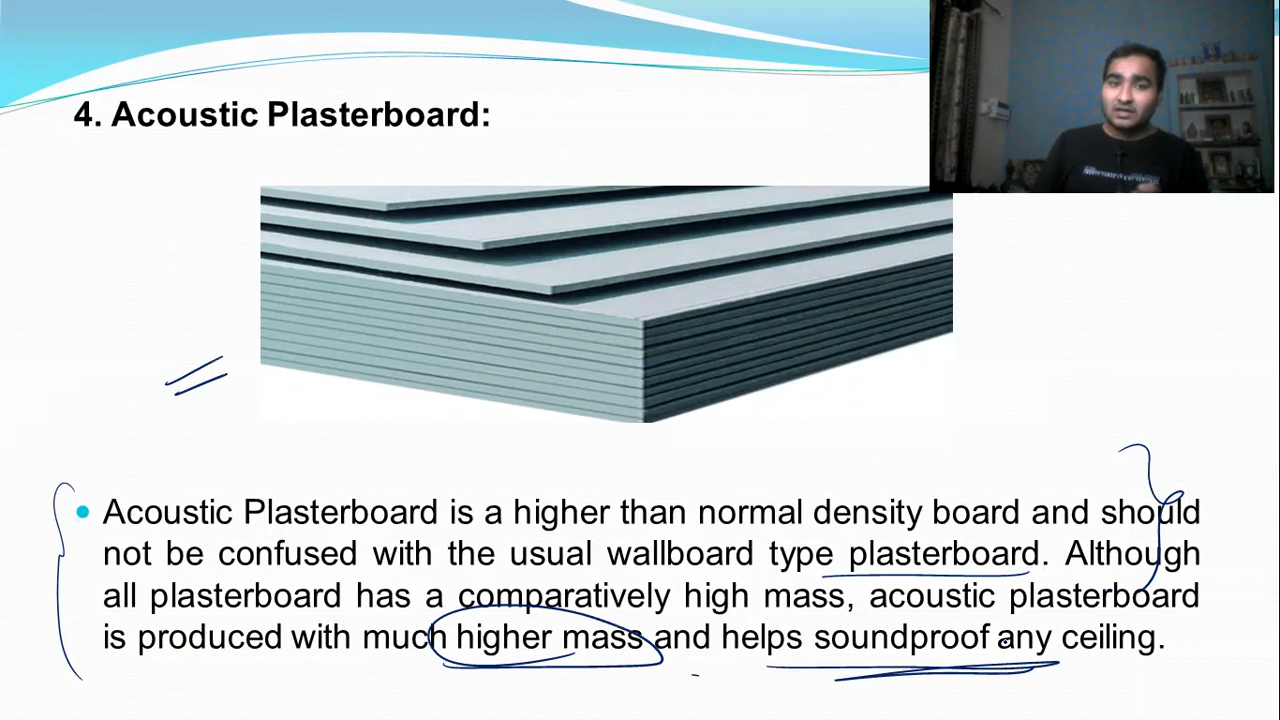 4. Acoustic Plasterboard:
• Acoustic Plasterboard is a higher than normal density board and should
not be confused with the usual wallboard type plasterboard. Although
all plasterboard has a comparatively high mass, acoustic plasterboard
is produced with much higher mass and helps soundproof any ceiling.